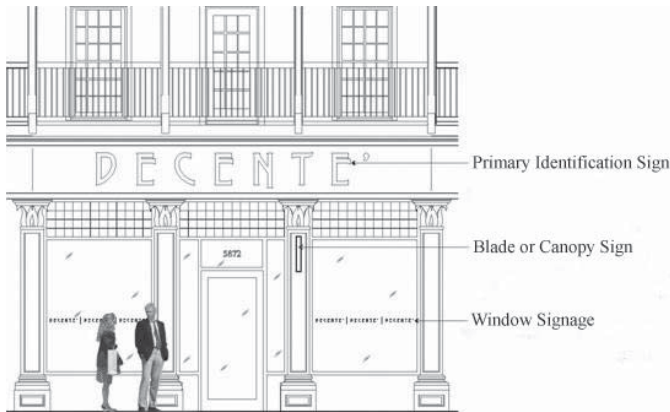 DECENTE'
Primary Identification Sign
5872
Blade or Canopy Sign
DECENTE' | DECENTE' | DECENTE'
DECENTE' | DECENTE' | DECENTE'
Window Signage